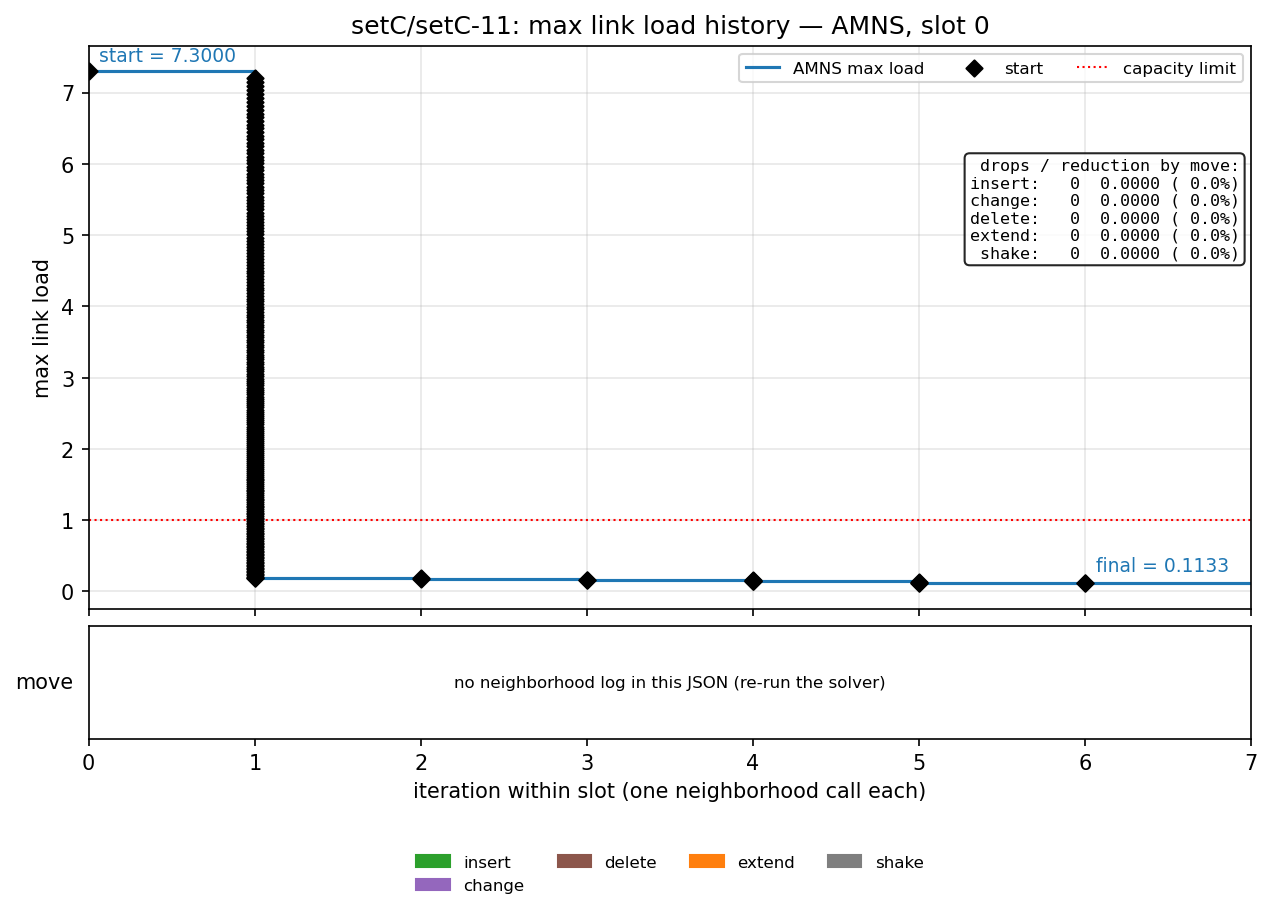 setC/setC-11: max link load history — AMNS, slot 0
start = 7.3000
AMNS max load
start
capacity limit
drops / reduction by move:
insert:   0  0.0000 ( 0.0%)
change:   0  0.0000 ( 0.0%)
delete:   0  0.0000 ( 0.0%)
extend:   0  0.0000 ( 0.0%)
shake:   0  0.0000 ( 0.0%)
max link load
7
6
5
4
3
2
1
0
final = 0.1133
move
no neighborhood log in this JSON (re-run the solver)
0 1 2 3 4 5 6 7
iteration within slot (one neighborhood call each)
insert
change
delete
extend
shake